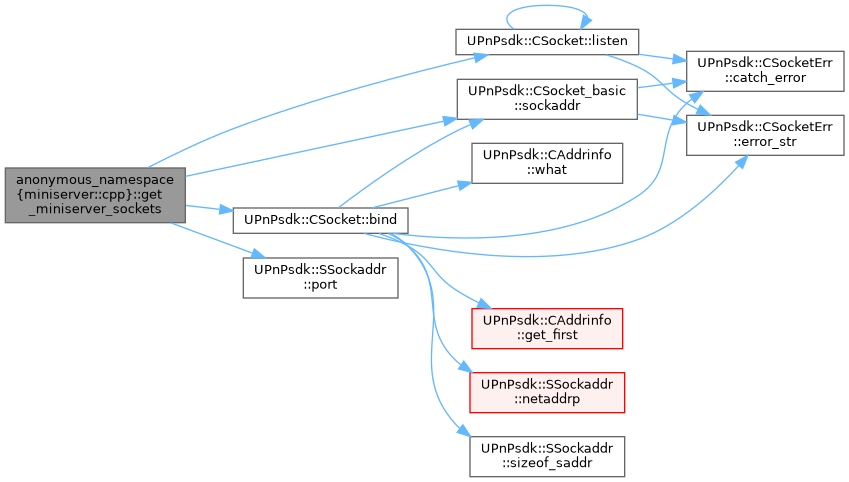 anonymous_namespace
{miniserver::cpp}::get
_miniserver_sockets
UPnPsdk::CSocket::listen
UPnPsdk::CSocket_basic
::sockaddr
UPnPsdk::CAddrinfo
::what
UPnPsdk::CSocket::bind
UPnPsdk::SSockaddr
::port
UPnPsdk::CSocketErr
::catch_error
UPnPsdk::CSocketErr
::error_str
UPnPsdk::CAddrinfo
::get_first
UPnPsdk::SSockaddr
::netaddrp
UPnPsdk::SSockaddr
::sizeof_saddr